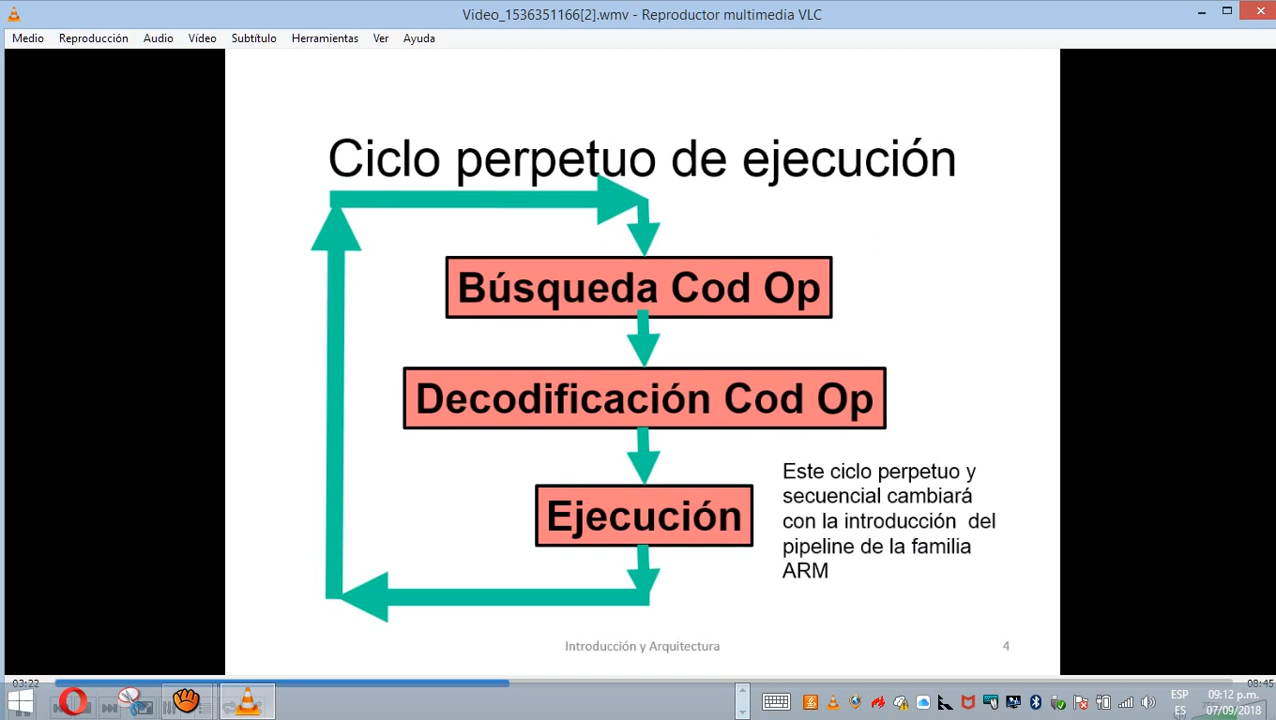 Video_1536351166[2].wmv - Reproductor multimedia VLC
Medio Reproducción Audio Vídeo Subtítulo Herramientas Ver Ayuda
Ciclo perpetuo de ejecución
Búsqueda Cod Op
Decodificación Cod Op
Ejecución
Este ciclo perpetuo y
secuencial cambiará
con la introducción del
pipeline de la familia
ARM
Introducción y Arquitectura 4
03:22 08:45
ESP 09:12 p.m.
ES 07/09/2018